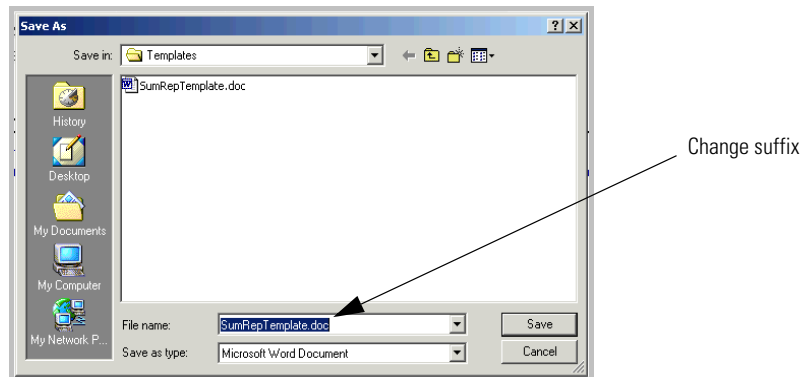 Save As
Save in: Templates
SumRepTemplate.doc
History
Desktop
My Documents
My Computer
My Network P...
File name: SumRepTemplate.doc Save
Save as type: Microsoft Word Document Cancel
Change suffix